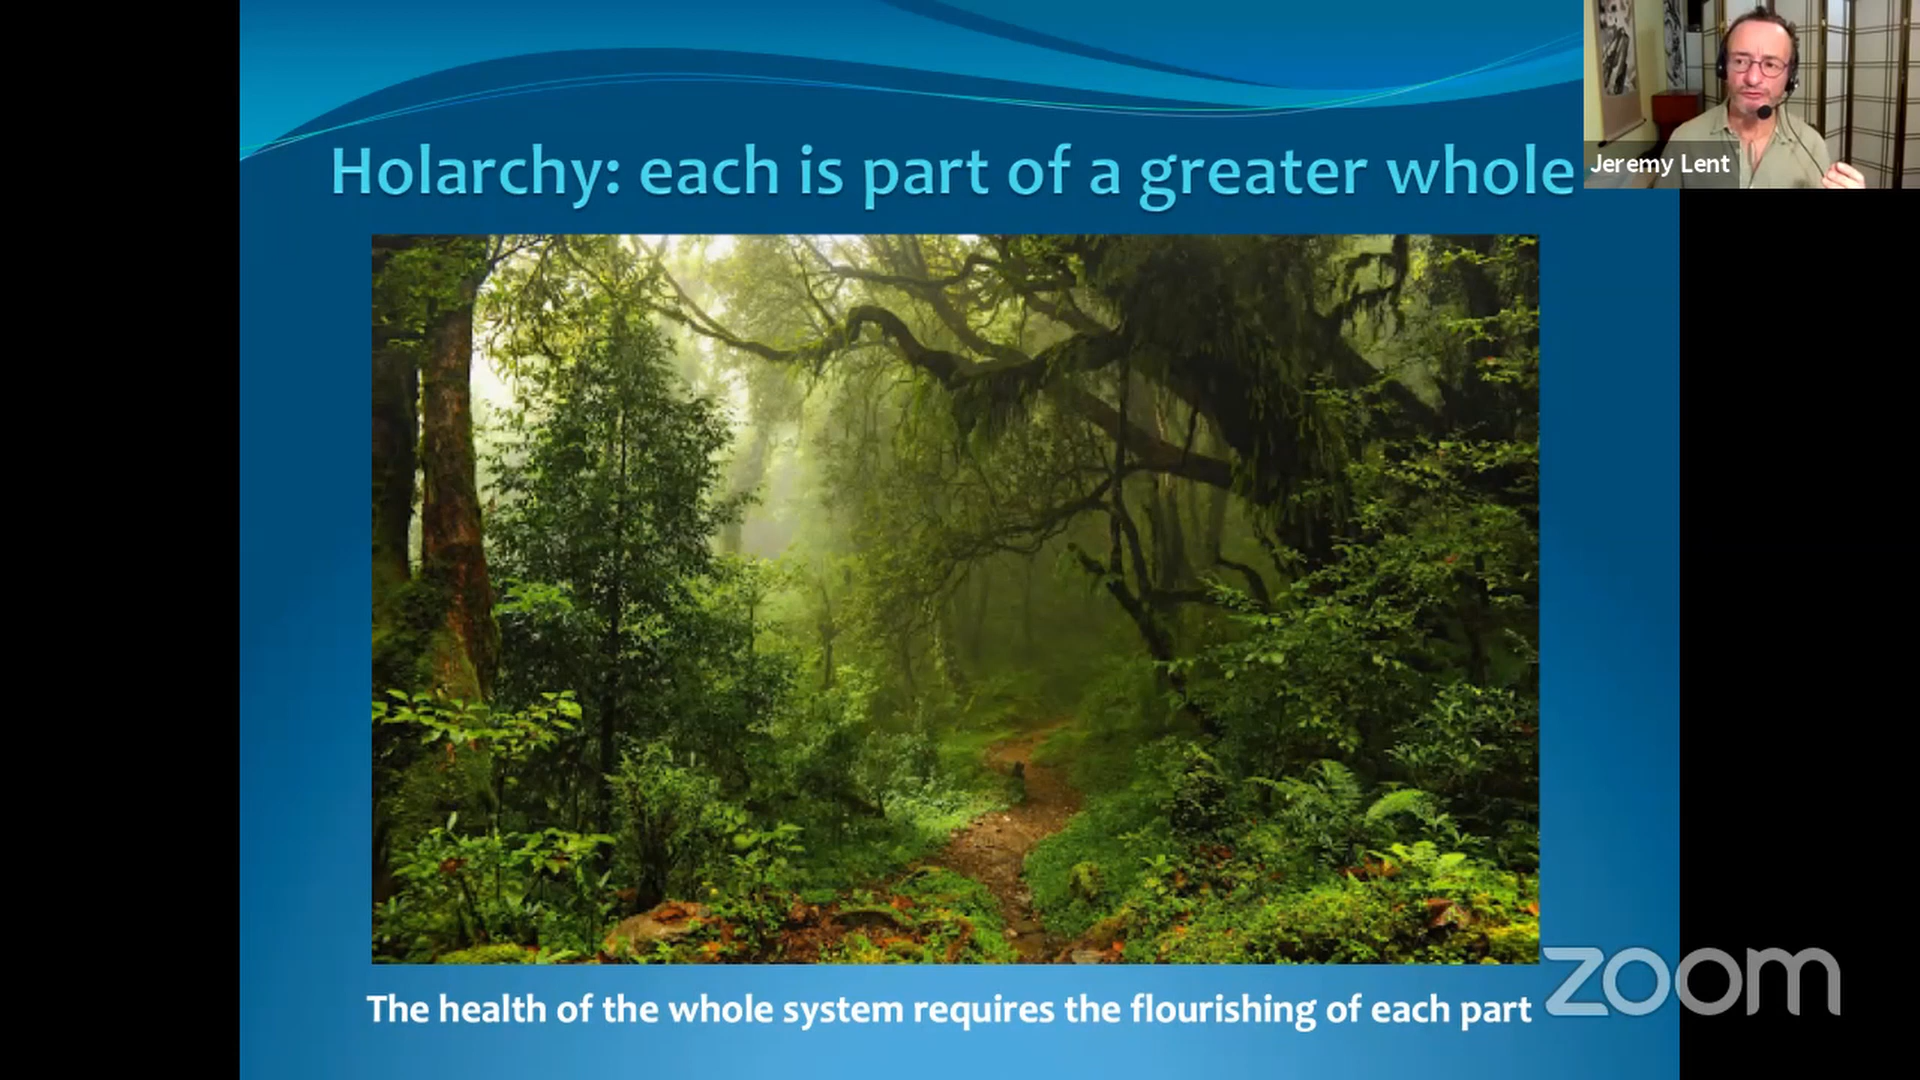 Holarchy: each is part of a greater whole
Jeremy Lent
The health of the whole system requires the flourishing of each part
zoom